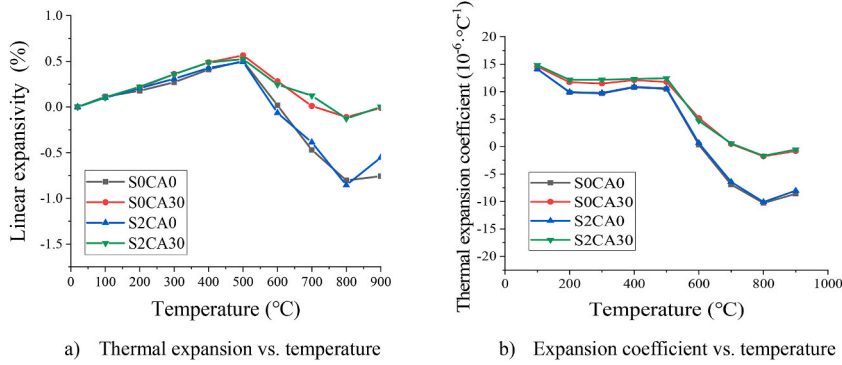 1.0
0.5
0.0
-0.5
-1.0
-1.5
Linear expansivity (%)
S0CA0
S0CA30
S2CA0
S2CA30
0 100 200 300 400 500 600 700 800 900
Temperature (°C)
a) Thermal expansion vs. temperature
20
15
10
5
0
-5
-10
-15
-20
Thermal expansion coefficient (10⁻⁶·°C⁻¹)
S0CA0
S0CA30
S2CA0
S2CA30
0 200 400 600 800 1000
Temperature (°C)
b) Expansion coefficient vs. temperature